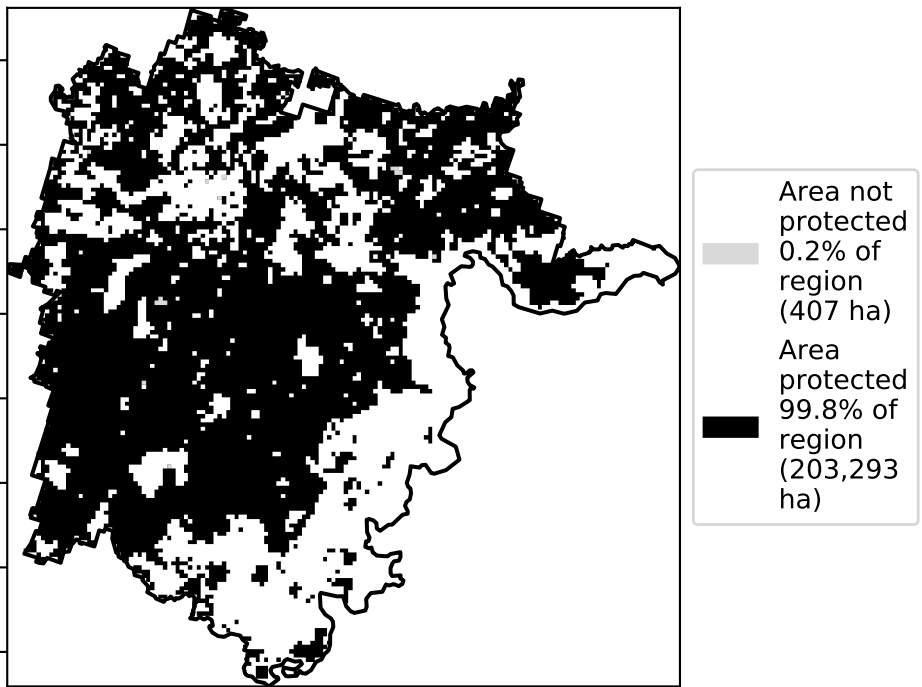 Area not
protected
0.2% of
region
(407 ha)
Area
protected
99.8% of
region
(203,293
ha)